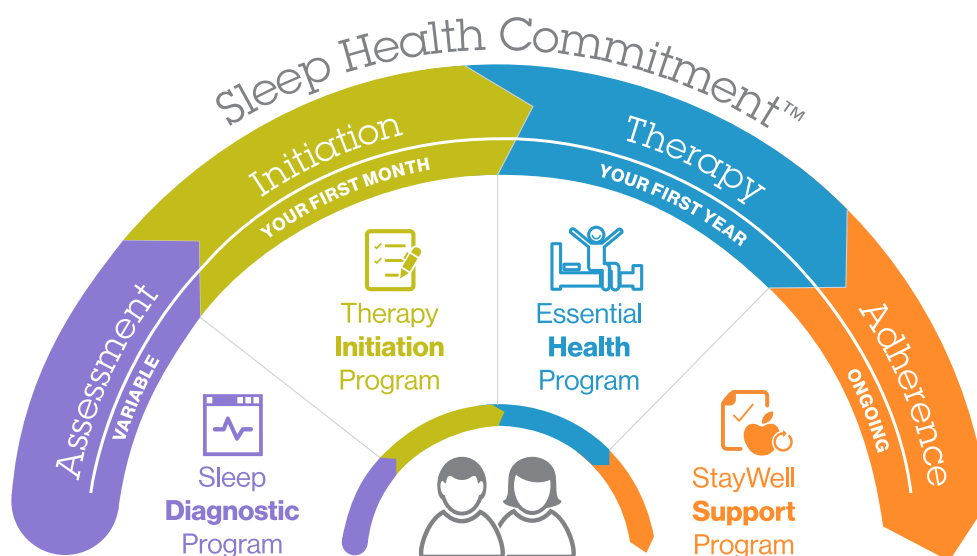 Sleep Health Commitment™
Assessment
VARIABLE
Initiation
YOUR FIRST MONTH
Therapy
YOUR FIRST YEAR
Adherence
ONGOING
Sleep
Diagnostic
Program
Therapy
Initiation
Program
Essential
Health
Program
StayWell
Support
Program